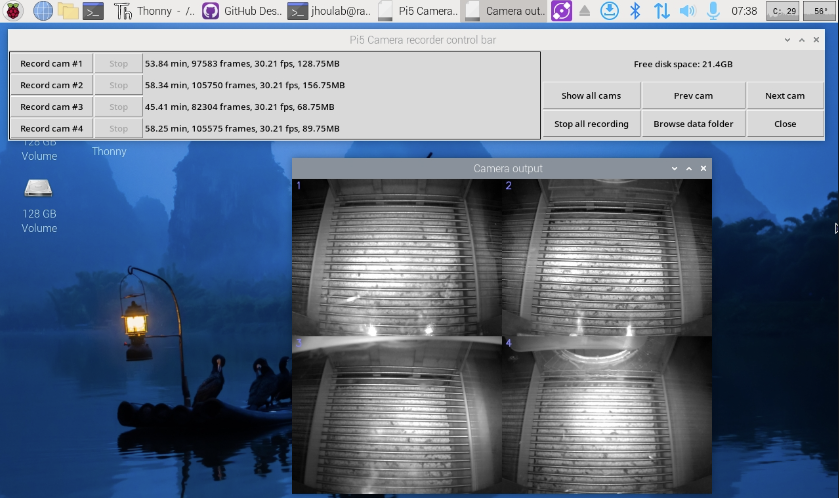 Thonny - /..
GitHub Des..
jhoulab@ra..
Pi5 Camera..
Camera out..
07:38
C: 29
56°
Pi5 Camera recorder control bar
Record cam #1 Stop 53.84 min, 97583 frames, 30.21 fps, 128.75MB
Record cam #2 Stop 58.34 min, 105750 frames, 30.21 fps, 156.75MB
Record cam #3 Stop 45.41 min, 82304 frames, 30.21 fps, 68.75MB
Record cam #4 Stop 58.25 min, 105575 frames, 30.21 fps, 89.75MB
Free disk space: 21.4GB
Show all cams Prev cam Next cam
Stop all recording Browse data folder Close
128 GB
Volume
Thonny
128 GB
Volume
Camera output
1
2
3
4